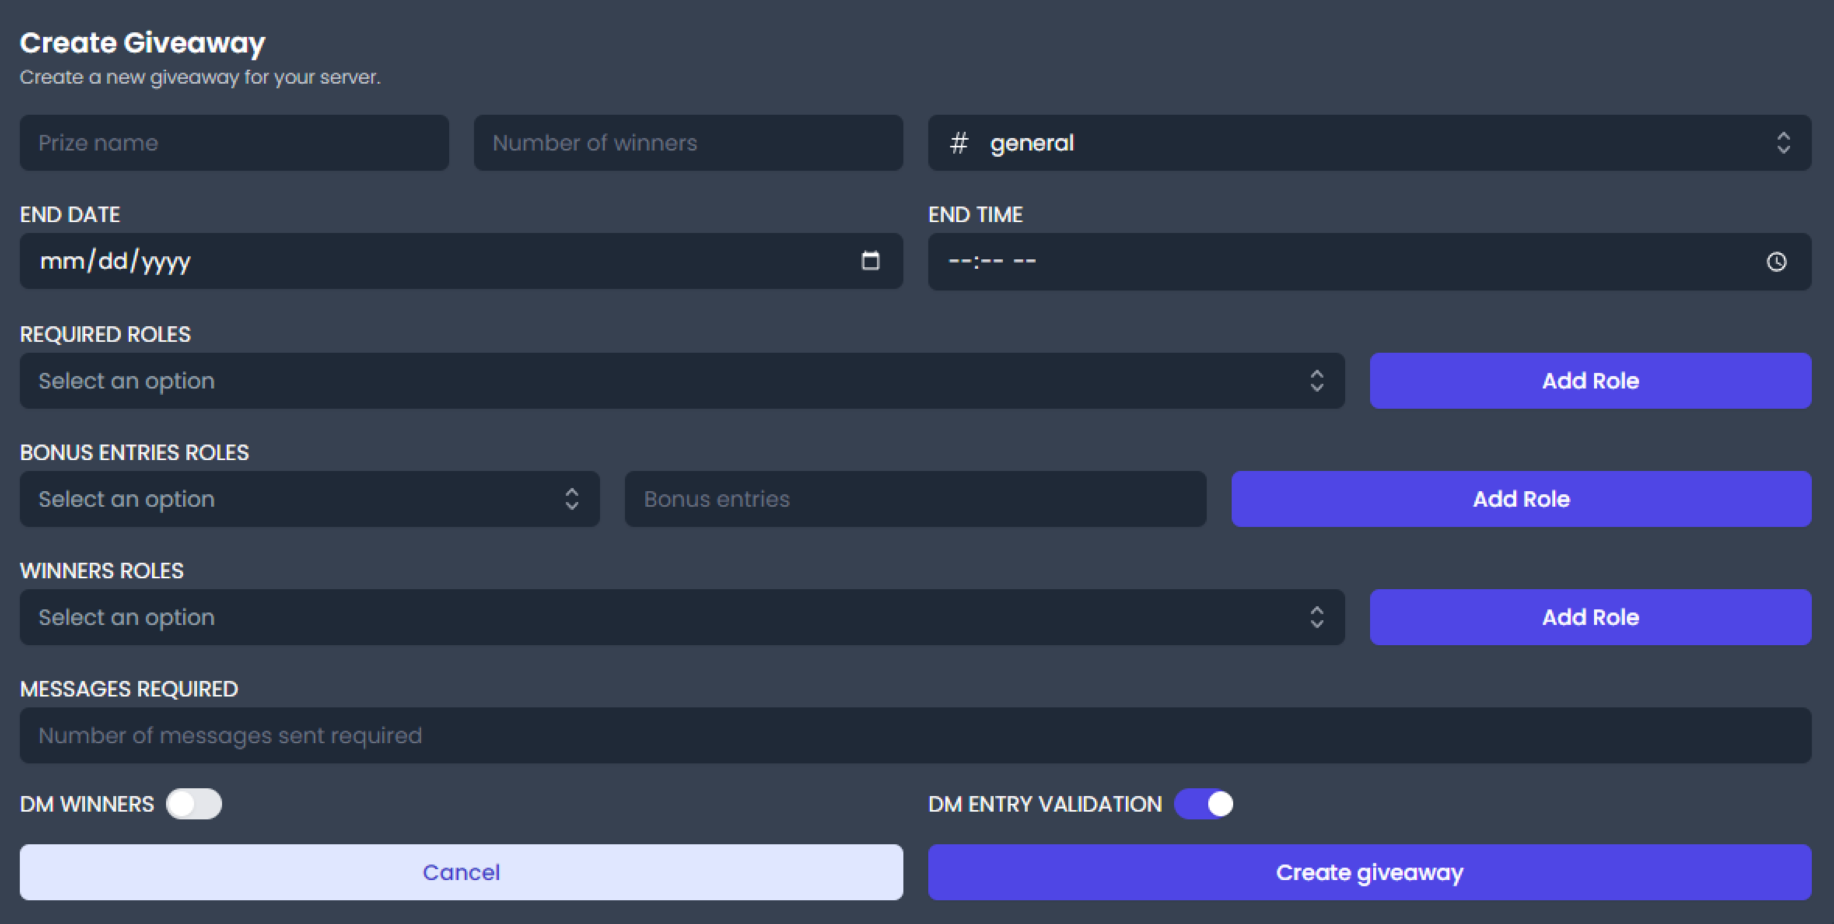 Create Giveaway
Create a new giveaway for your server.
Prize name
Number of winners
# general
END DATE
END TIME
mm/dd/yyyy
--:-- --
REQUIRED ROLES
Select an option
Add Role
BONUS ENTRIES ROLES
Select an option
Bonus entries
Add Role
WINNERS ROLES
Select an option
Add Role
MESSAGES REQUIRED
Number of messages sent required
DM WINNERS
DM ENTRY VALIDATION
Cancel
Create giveaway